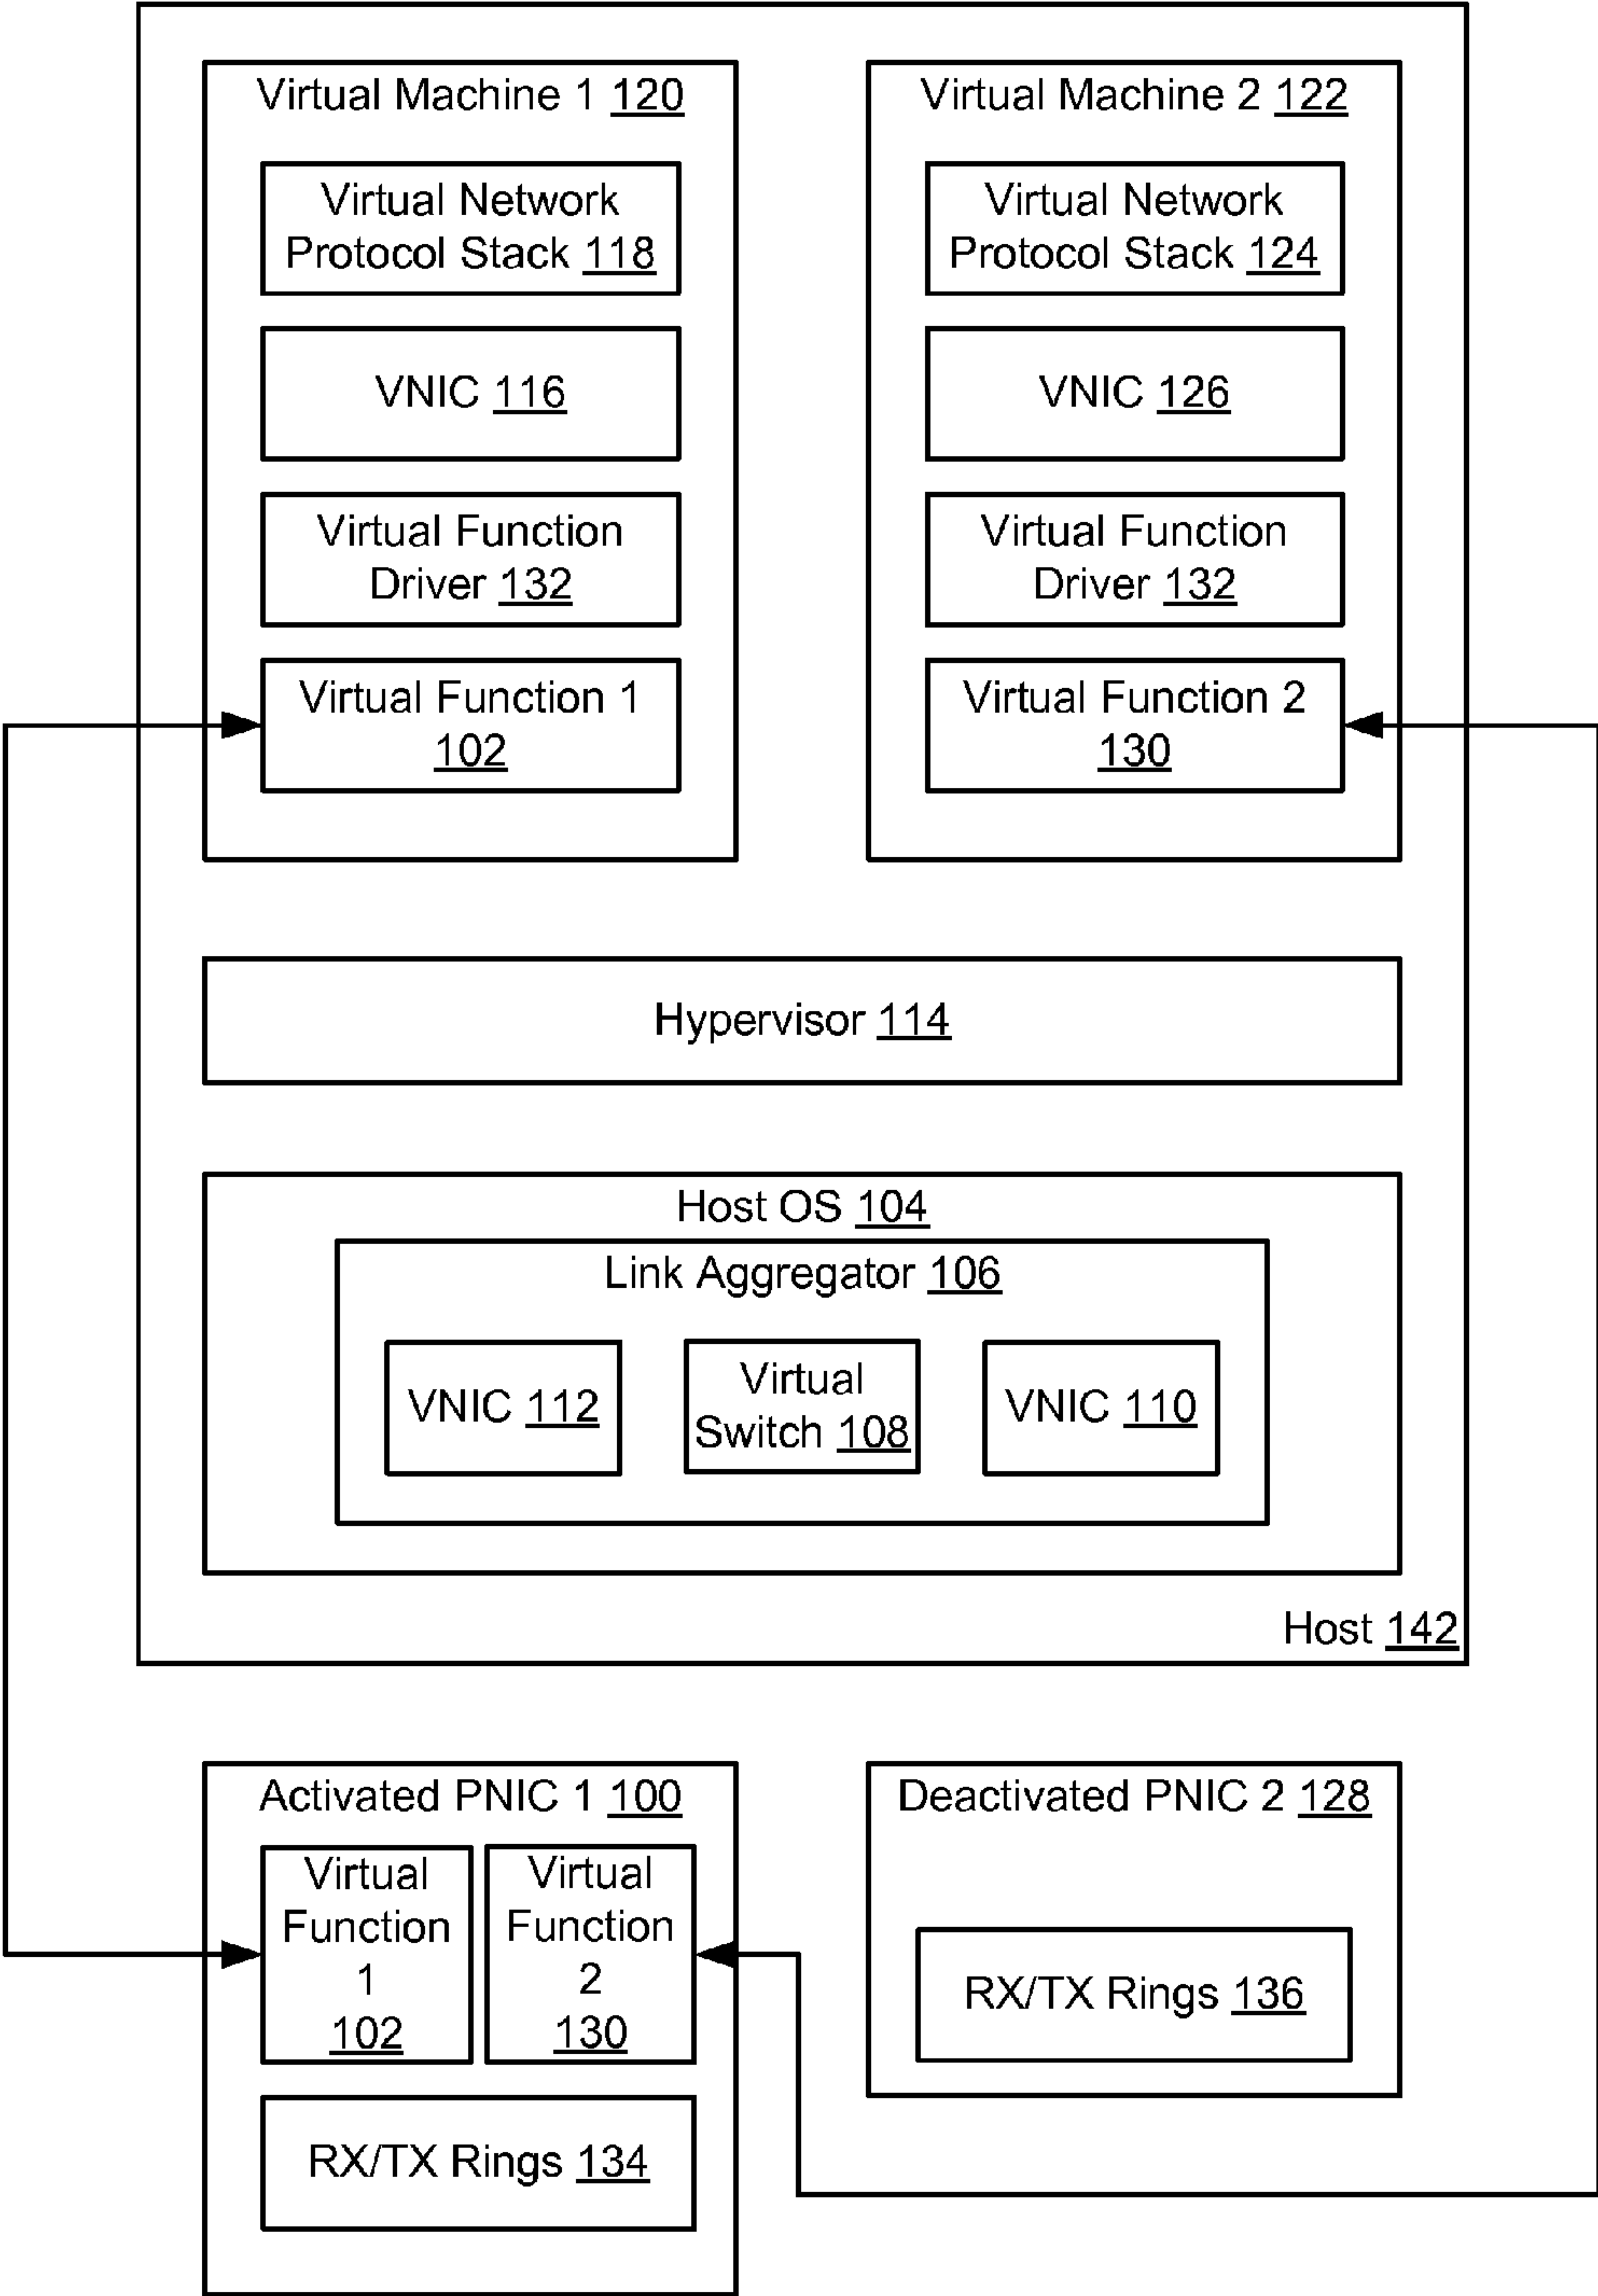 Virtual Machine 1 120
Virtual Network
Protocol Stack 118
VNIC 116
Virtual Function
Driver 132
Virtual Function 1
102
Virtual Machine 2 122
Virtual Network
Protocol Stack 124
VNIC 126
Virtual Function
Driver 132
Virtual Function 2
130
Hypervisor 114
Host OS 104
Link Aggregator 106
VNIC 112
Virtual
Switch 108
VNIC 110
Host 142
Activated PNIC 1 100
Virtual
Function
1
102
Virtual
Function
2
130
RX/TX Rings 134
Deactivated PNIC 2 128
RX/TX Rings 136